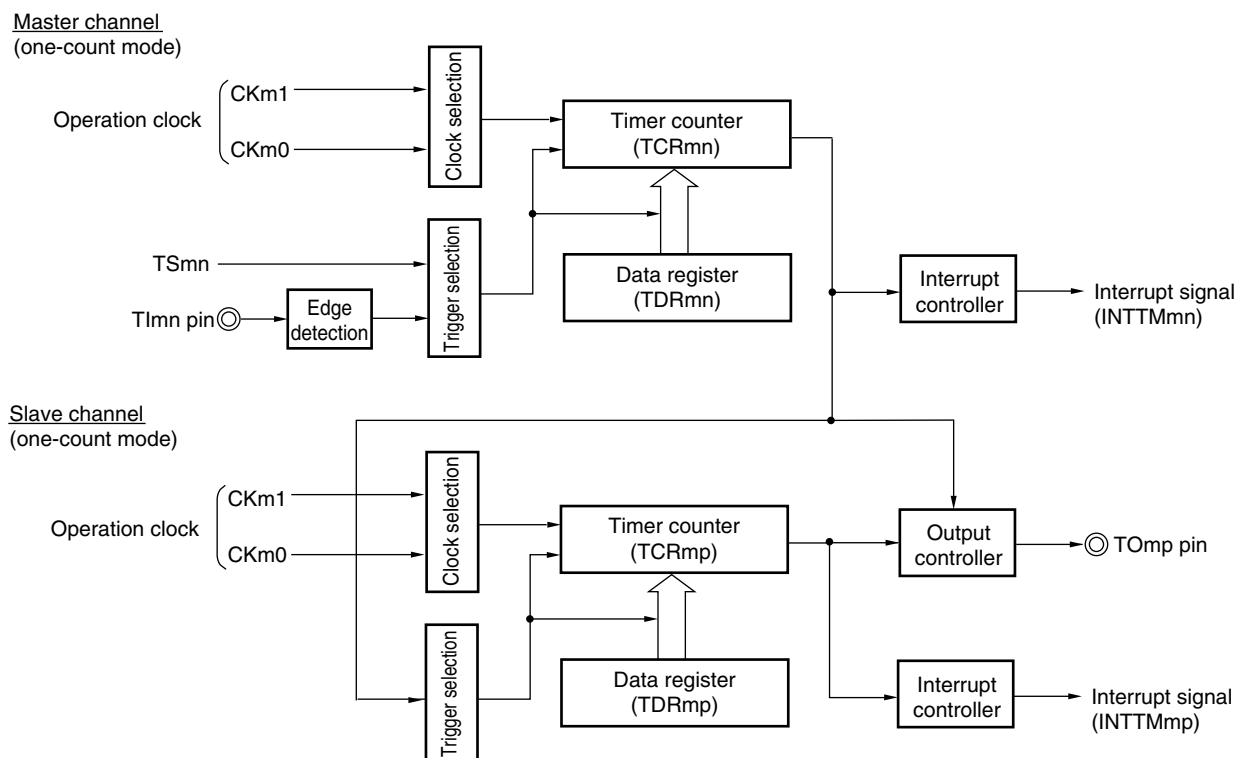 Master channel
(one-count mode)
Operation clock
CKm1
CKm0
Clock selection
Timer counter
(TCRmn)
TSmn
TImn pin
Edge
detection
Trigger selection
Data register
(TDRmn)
Interrupt
controller
Interrupt signal
(INTTMmn)
Slave channel
(one-count mode)
Operation clock
CKm1
CKm0
Clock selection
Timer counter
(TCRmp)
Output
controller
TOmp pin
Trigger selection
Data register
(TDRmp)
Interrupt
controller
Interrupt signal
(INTTMmp)